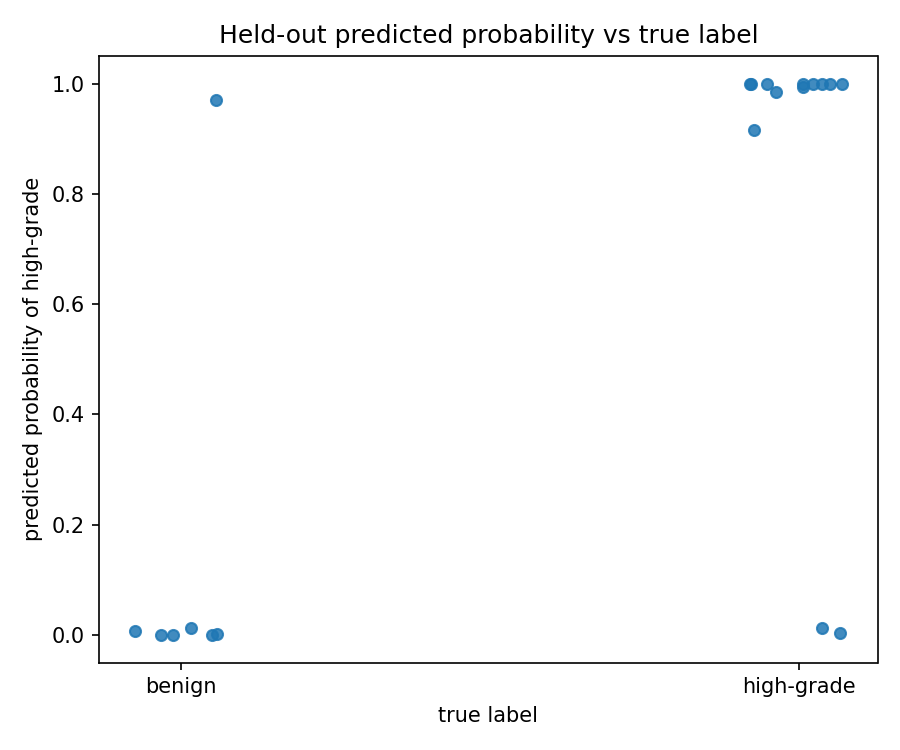 Held-out predicted probability vs true label
predicted probability of high-grade
1.0
0.8
0.6
0.4
0.2
0.0
benign
high-grade
true label